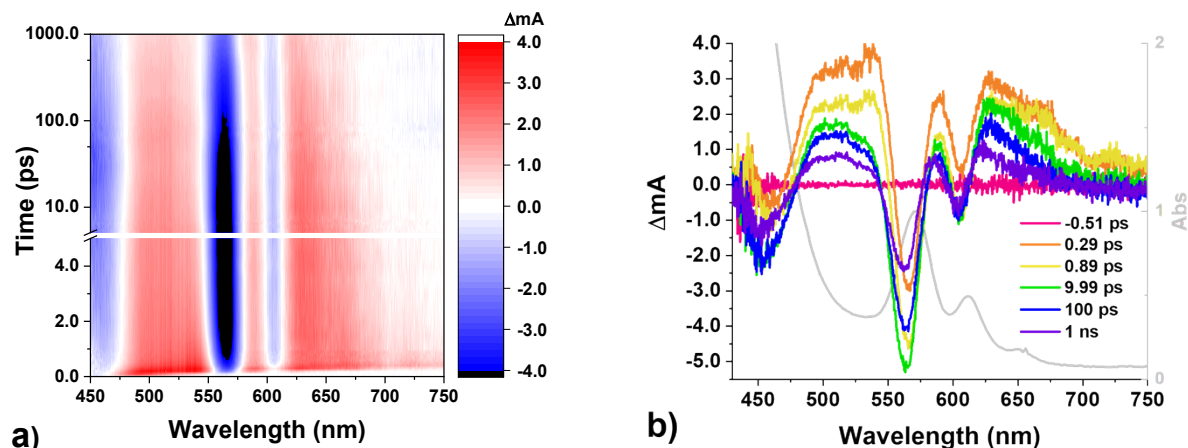 ΔmA
1000.0
100.0
10.0
4.0
2.0
0.0
Time (ps)
450 500 550 600 650 700 750
Wavelength (nm)
4.0
3.0
2.0
1.0
0.0
-1.0
-2.0
-3.0
-4.0
a)
4.0
3.0
2.0
1.0
0.0
-1.0
-2.0
-3.0
-4.0
-5.0
ΔmA
-0.51 ps
0.29 ps
0.89 ps
9.99 ps
100 ps
1 ns
2
1
0
Abs
450 500 550 600 650 700 750
Wavelength (nm)
b)